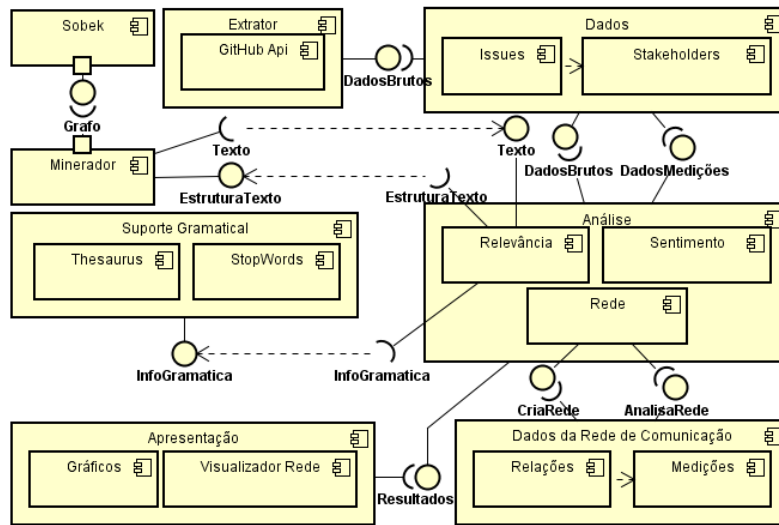 Sobek
Extrator
GitHub Api
Dados
Issues
Stakeholders
DadosBrutos
Grafo
Texto
Texto
Minerador
DadosBrutos
DadosMedições
EstruturaTexto
EstruturaTexto
Suporte Gramatical
Thesaurus
StopWords
Análise
Relevância
Sentimento
Rede
InfoGramatica
InfoGramatica
CriaRede
AnalisaRede
Apresentação
Gráficos
Visualizador Rede
Resultados
Dados da Rede de Comunicação
Relações
Medições